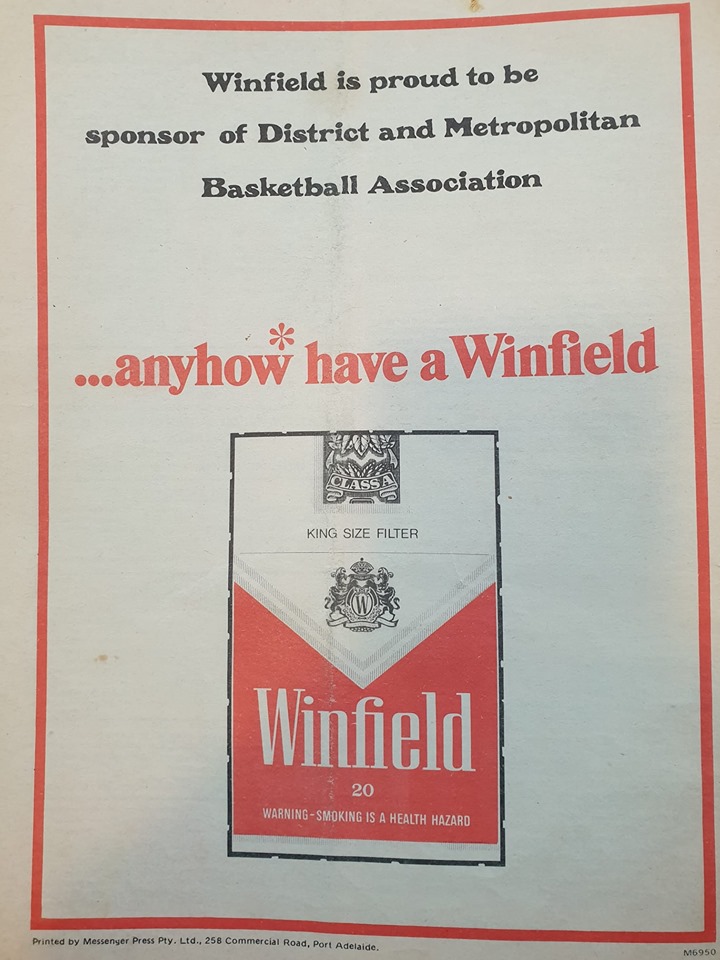 Winfield is proud to be
sponsor of District and Metropolitan
Basketball Association
...anyhow* have a Winfield
CLASS A
KING SIZE FILTER
W
Winfield
20
WARNING-SMOKING IS A HEALTH HAZARD
Printed by Messenger Press Pty. Ltd., 258 Commercial Road, Port Adelaide.
M6950